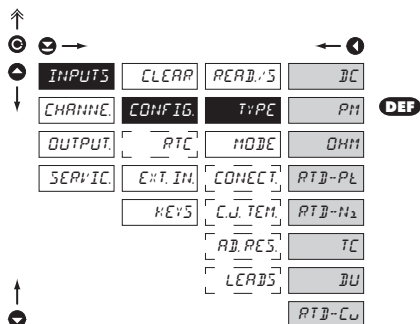 INPUTS CLEAR READ./S DC
CHANNE. CONFIG. TYPE PM DEF
OUTPUT. RTC MODE OHM
SERVIC. EXT. IN. CONECT. RTD-Pt
KEYS C.J. TEM. RTD-Ni
AD. RES. TC
LEADS DU
RTD-Cu